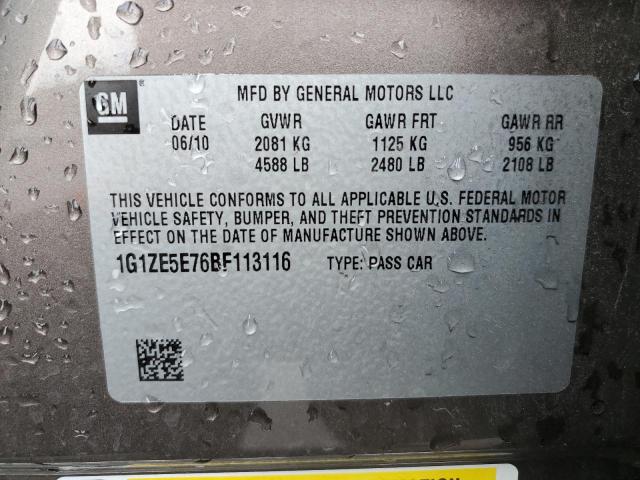 GM
MFD BY GENERAL MOTORS LLC
DATE GVWR GAWR FRT GAWR RR
06/10 2081 KG 1125 KG 956 KG
4588 LB 2480 LB 2108 LB
THIS VEHICLE CONFORMS TO ALL APPLICABLE U.S. FEDERAL MOTOR
VEHICLE SAFETY, BUMPER, AND THEFT PREVENTION STANDARDS IN
EFFECT ON THE DATE OF MANUFACTURE SHOWN ABOVE.
1G1ZE5E76BF113116 TYPE: PASS CAR